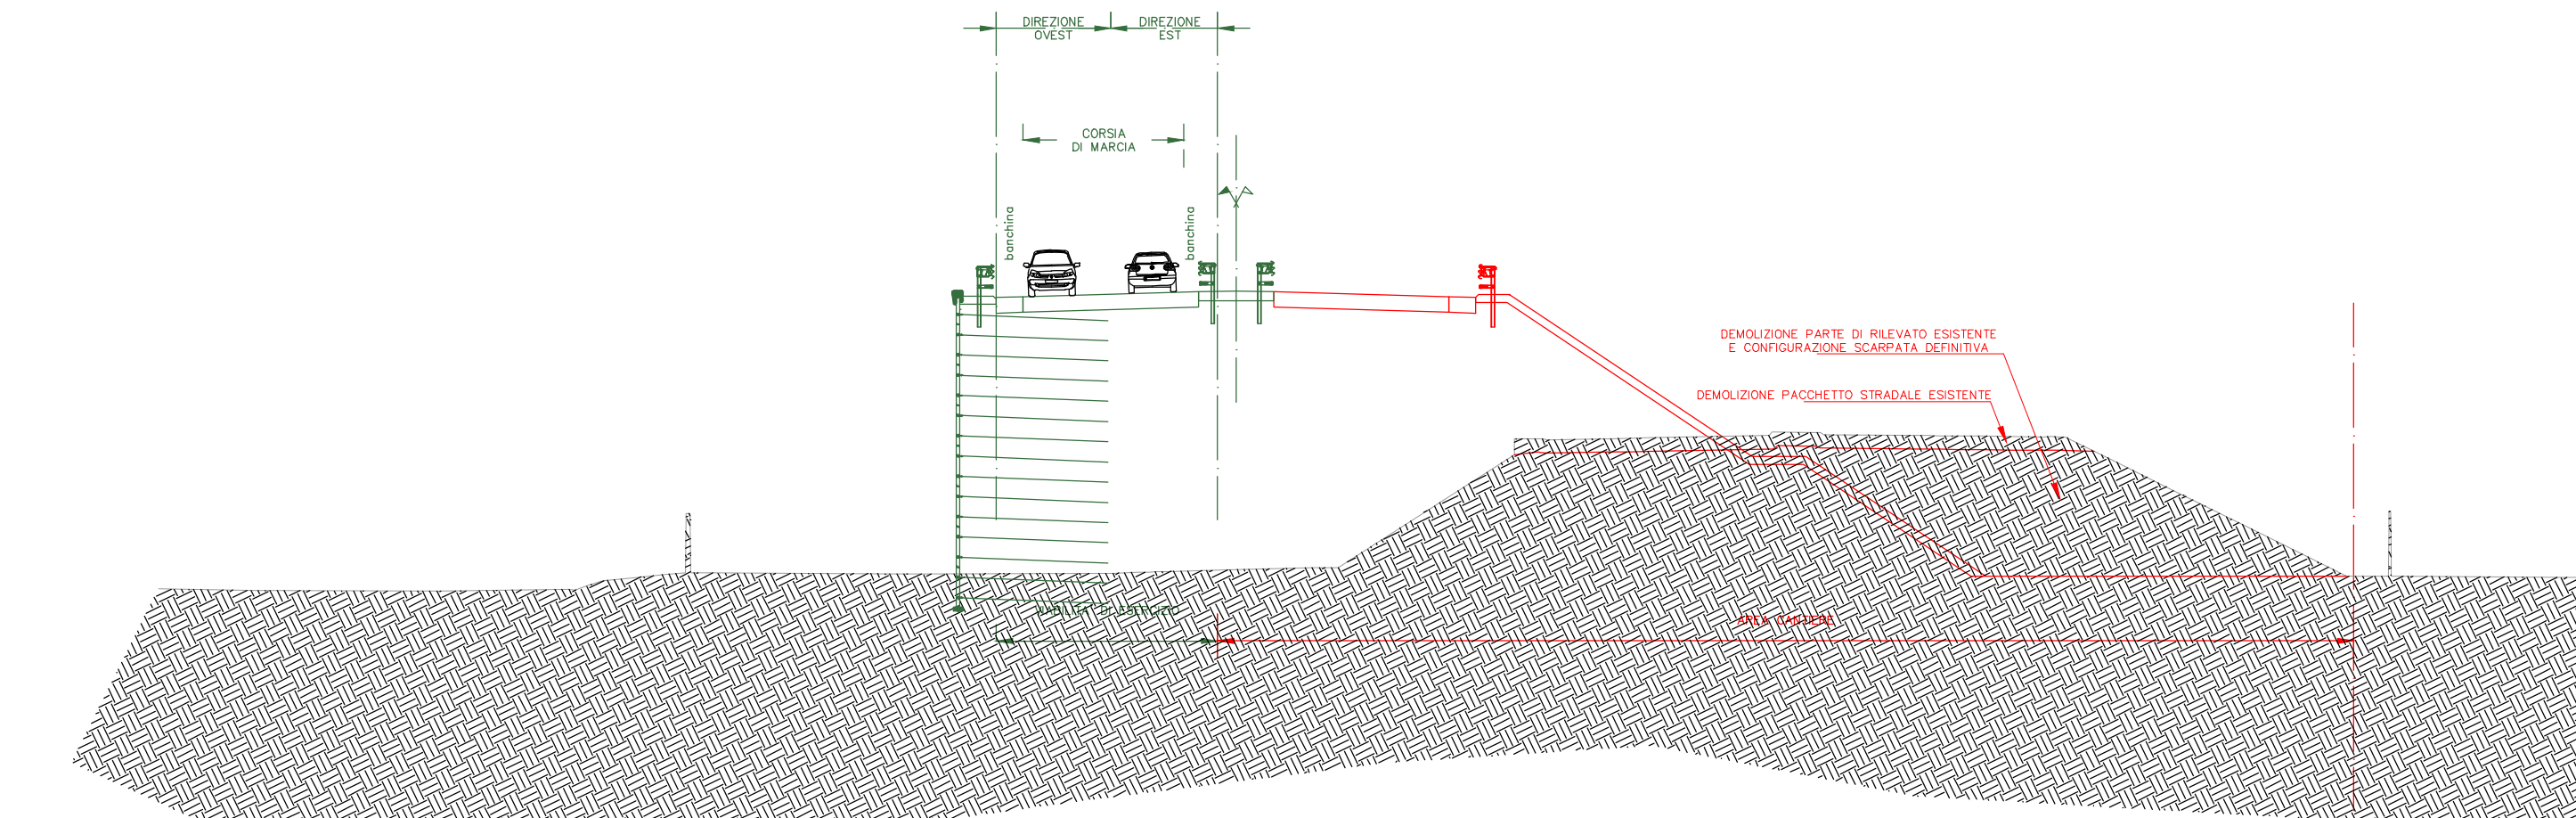 DIREZIONE
OVEST
DIREZIONE
EST
CORSIA
DI MARCIA
banchina
banchina
DEMOLIZIONE PARTE DI RILEVATO ESISTENTE
E CONFIGURAZIONE SCARPATA DEFINITIVA
DEMOLIZIONE PACCHETTO STRADALE ESISTENTE
VIABILITA' DI ESERCIZIO
AREA CANTIERE